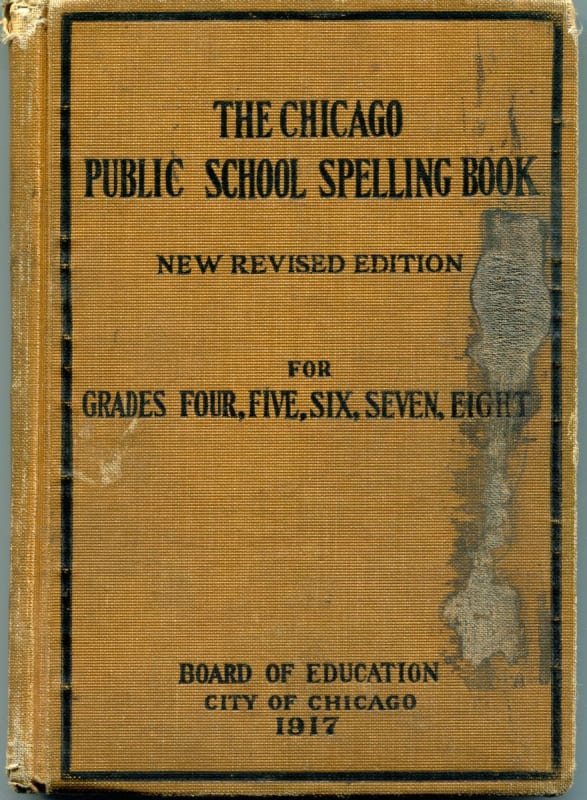 THE CHICAGO
PUBLIC SCHOOL SPELLING BOOK
NEW REVISED EDITION
FOR
GRADES FOUR, FIVE, SIX, SEVEN, EIGHT
BOARD OF EDUCATION
CITY OF CHICAGO
1917